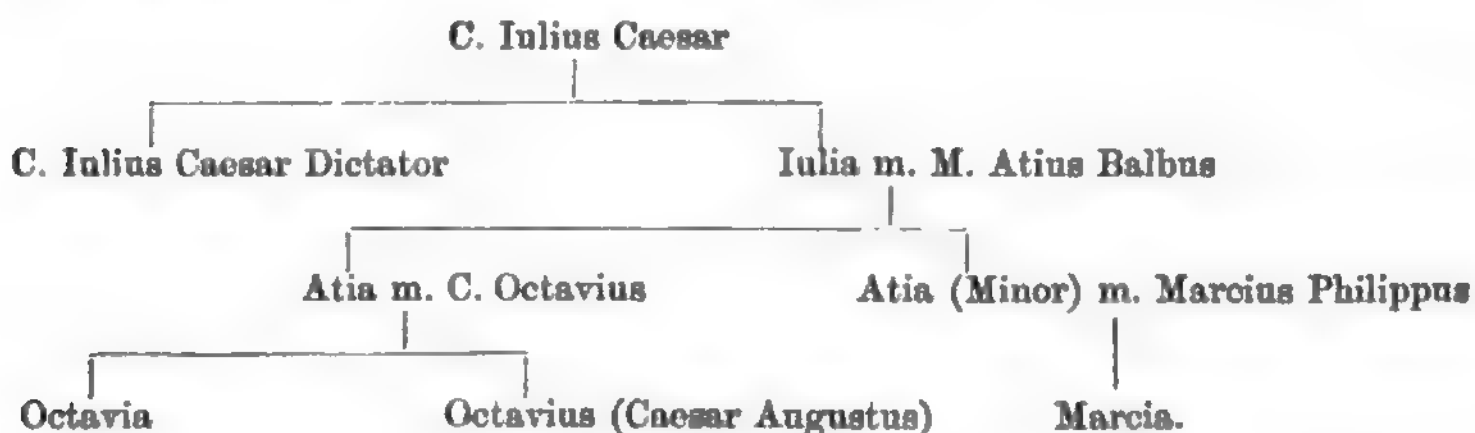 C. Iulius Caesar
C. Iulius Caesar Dictator Iulia m. M. Atius Balbus
Atia m. C. Octavius Atia (Minor) m. Marcius Philippus
Octavia Octavius (Caesar Augustus) Marcia.